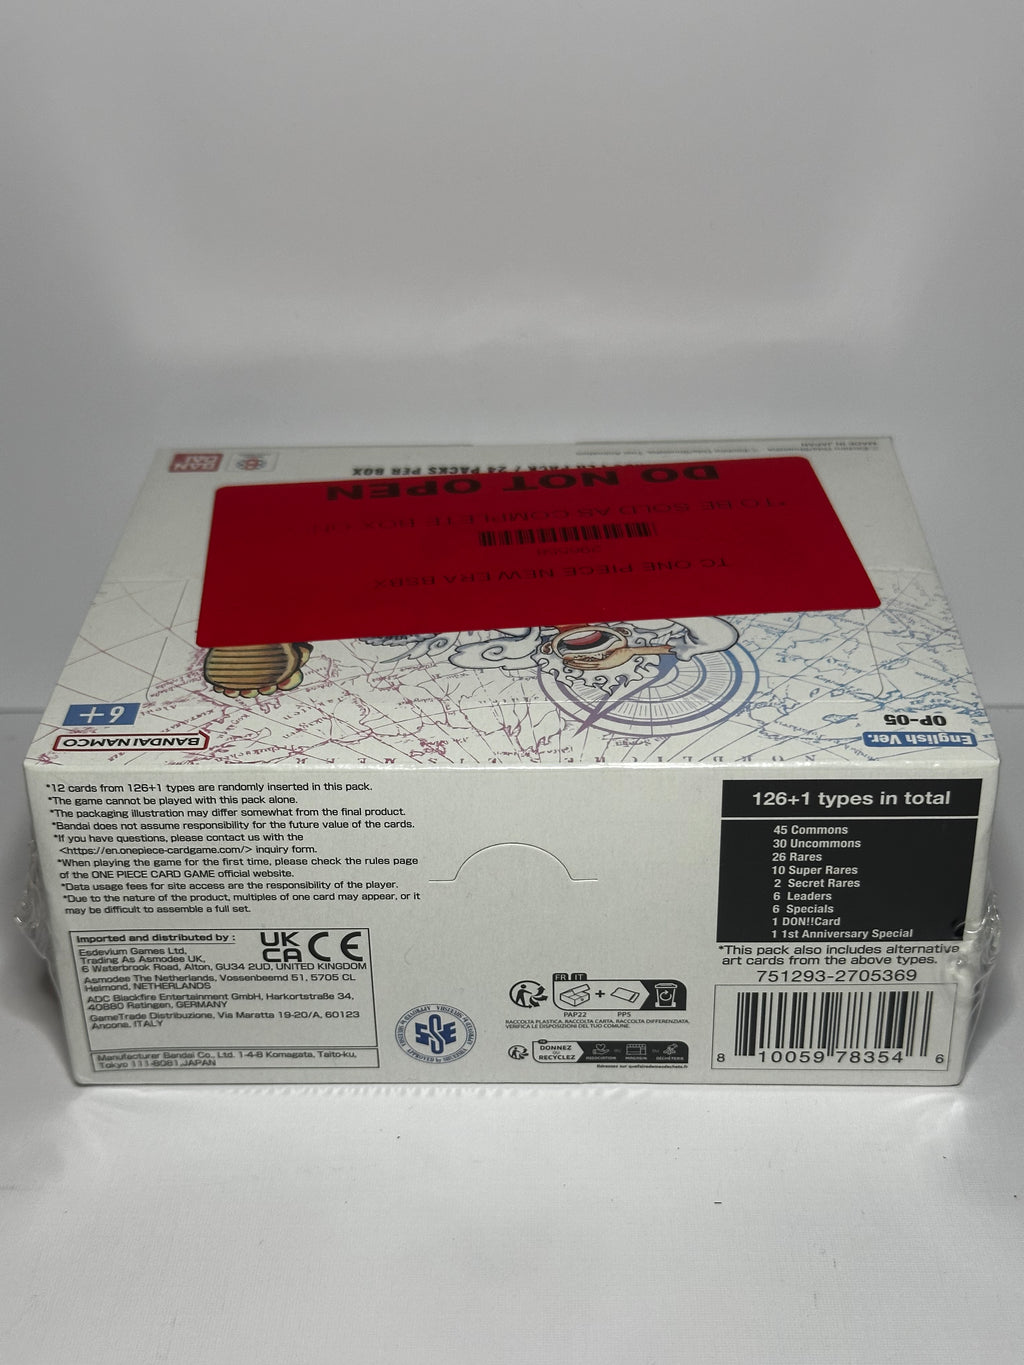 MADE IN JAPAN
BAN
DAI
24 PACKS PER BOX
DO NOT OPEN
TO BE SOLD AS COMPLETE BOX
TC ONE PIECE NEW ERA BSBX
6+
BANDAI NAMCO
OP-05
English Ver.
*12 cards from 126+1 types are randomly inserted in this pack.
*The game cannot be played with this pack alone.
*The packaging illustration may differ somewhat from the final product.
*Bandai does not assume responsibility for the future value of the cards.
*If you have questions, please contact us with the
<https://en.onepiece-cardgame.com/> inquiry form.
*When playing the game for the first time, please check the rules page
of the ONE PIECE CARD GAME official website.
*Data usage fees for site access are the responsibility of the player.
*Due to the nature of the product, multiples of one card may appear, or it
may be difficult to assemble a full set.
126+1 types in total
45 Commons
30 Uncommons
26 Rares
10 Super Rares
2 Secret Rares
6 Leaders
6 Specials
1 DON!!Card
1 1st Anniversary Special
*This pack also includes alternative
art cards from the above types.
751293-2705369
8 10059 78354 6
Imported and distributed by :
UK
CA CE
Esdevium Games Ltd,
Trading As Asmodee UK,
6 Waterbrook Road, Alton, GU34 2UD, UNITED KINGDOM
Asmodee The Netherlands, Vossenbeemd 51, 5705 CL
Helmond, NETHERLANDS
ADC Blackfire Entertainment GmbH, Harkortstraße 34,
40880 Ratingen, GERMANY
GameTrade Distribuzione, Via Maratta 19-20/A, 60123
Ancona, ITALY
Manufacturer Bandai Co., Ltd. 1-4-8 Komagata, Taito-ku,
Tokyo 111-8081 JAPAN
FR IT
PAP22 PP5
RACCOLTA PLASTICA. RACCOLTA CARTA. RACCOLTA DIFFERENZIATA.
VERIFICA LE DISPOSIZIONI DEL TUO COMUNE.
DONNEZ
RECYCLEZ
ASSOCIATION
MAGASIN
DÉCHÈTERIE